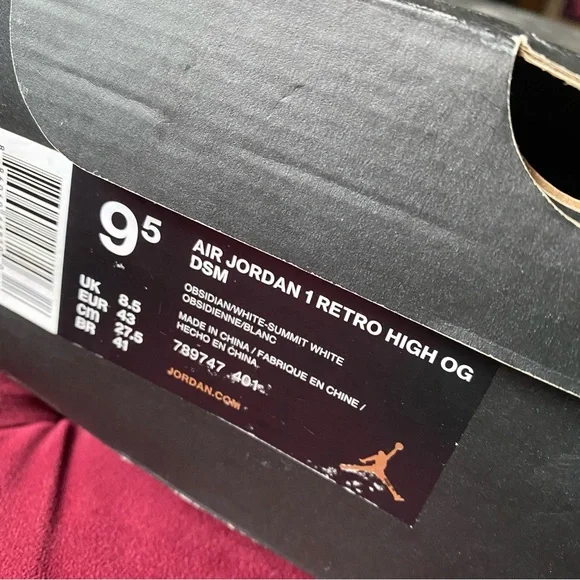 9⁵
UK 8.5
EUR 43
cm 27.5
BR 41
AIR JORDAN 1 RETRO HIGH OG
DSM
OBSIDIAN/WHITE-SUMMIT WHITE
OBSIDIENNE/BLANC
MADE IN CHINA / FABRIQUE EN CHINE /
HECHO EN CHINA.
789747 401
JORDAN.COM